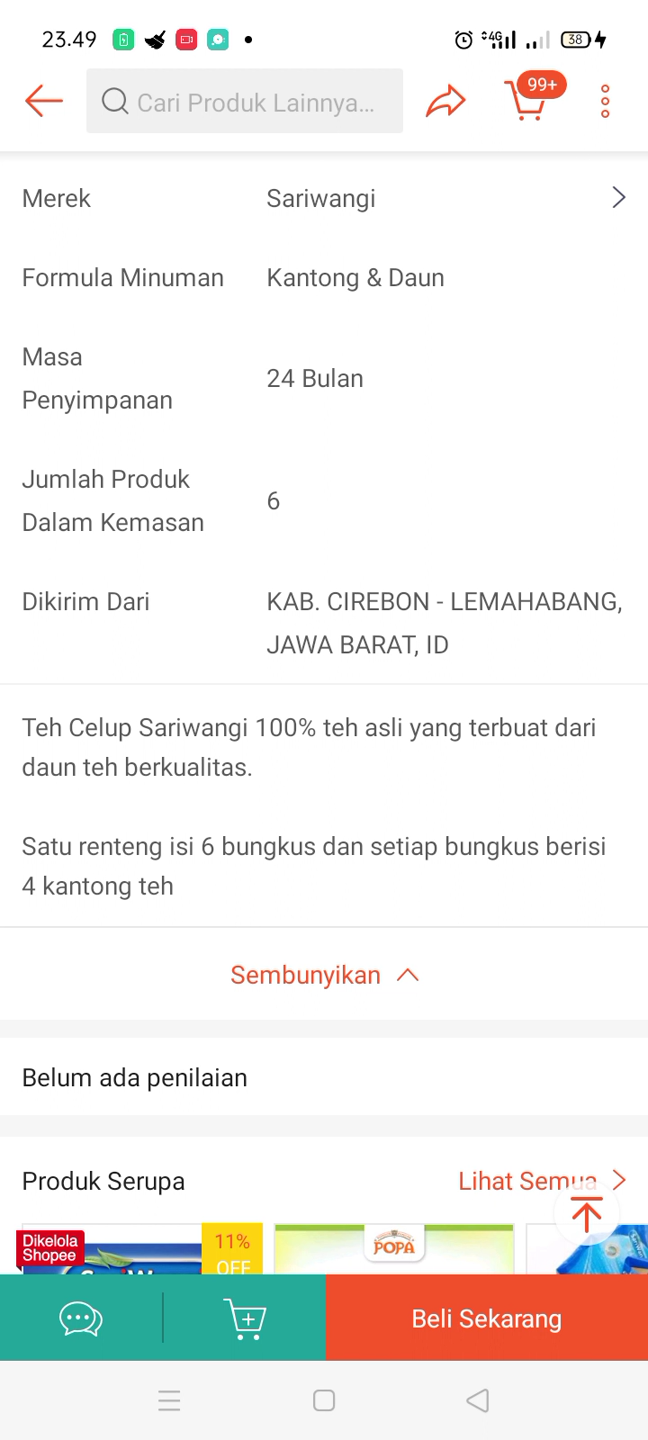 23.49
4G
38
Cari Produk Lainnya...
99+
Merek
Sariwangi
Formula Minuman
Kantong & Daun
Masa
Penyimpanan
24 Bulan
Jumlah Produk
Dalam Kemasan
6
Dikirim Dari
KAB. CIREBON - LEMAHABANG,
JAWA BARAT, ID
Teh Celup Sariwangi 100% teh asli yang terbuat dari
daun teh berkualitas.
Satu renteng isi 6 bungkus dan setiap bungkus berisi
4 kantong teh
Sembunyikan
Belum ada penilaian
Produk Serupa
Lihat Semua
Dikelola
Shopee
11%
OFF
POPA
Beli Sekarang